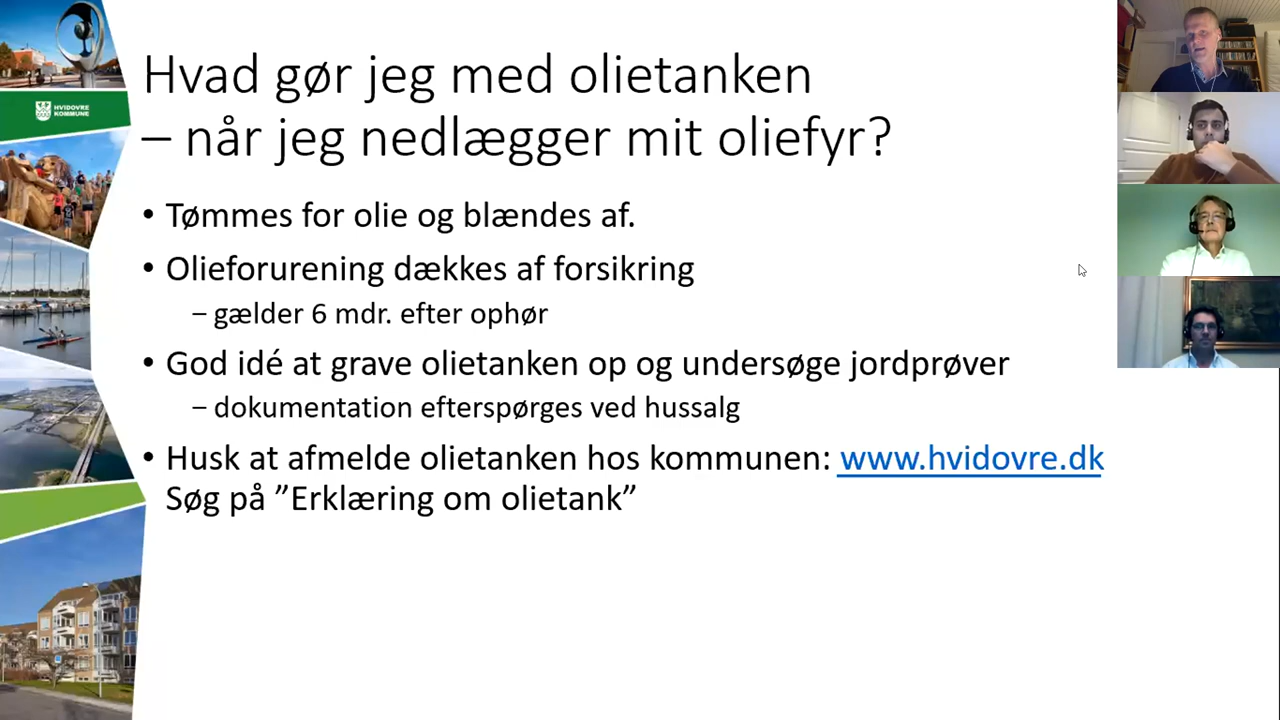 Hvad gør jeg med olietanken
– når jeg nedlægger mit oliefyr?
HVIDOVRE
KOMMUNE
• Tømmes for olie og blændes af.
• Olieforurening dækkes af forsikring
– gælder 6 mdr. efter ophør
• God idé at grave olietanken op og undersøge jordprøver
– dokumentation efterspørges ved hussalg
• Husk at afmelde olietanken hos kommunen: www.hvidovre.dk
Søg på ”Erklæring om olietank”